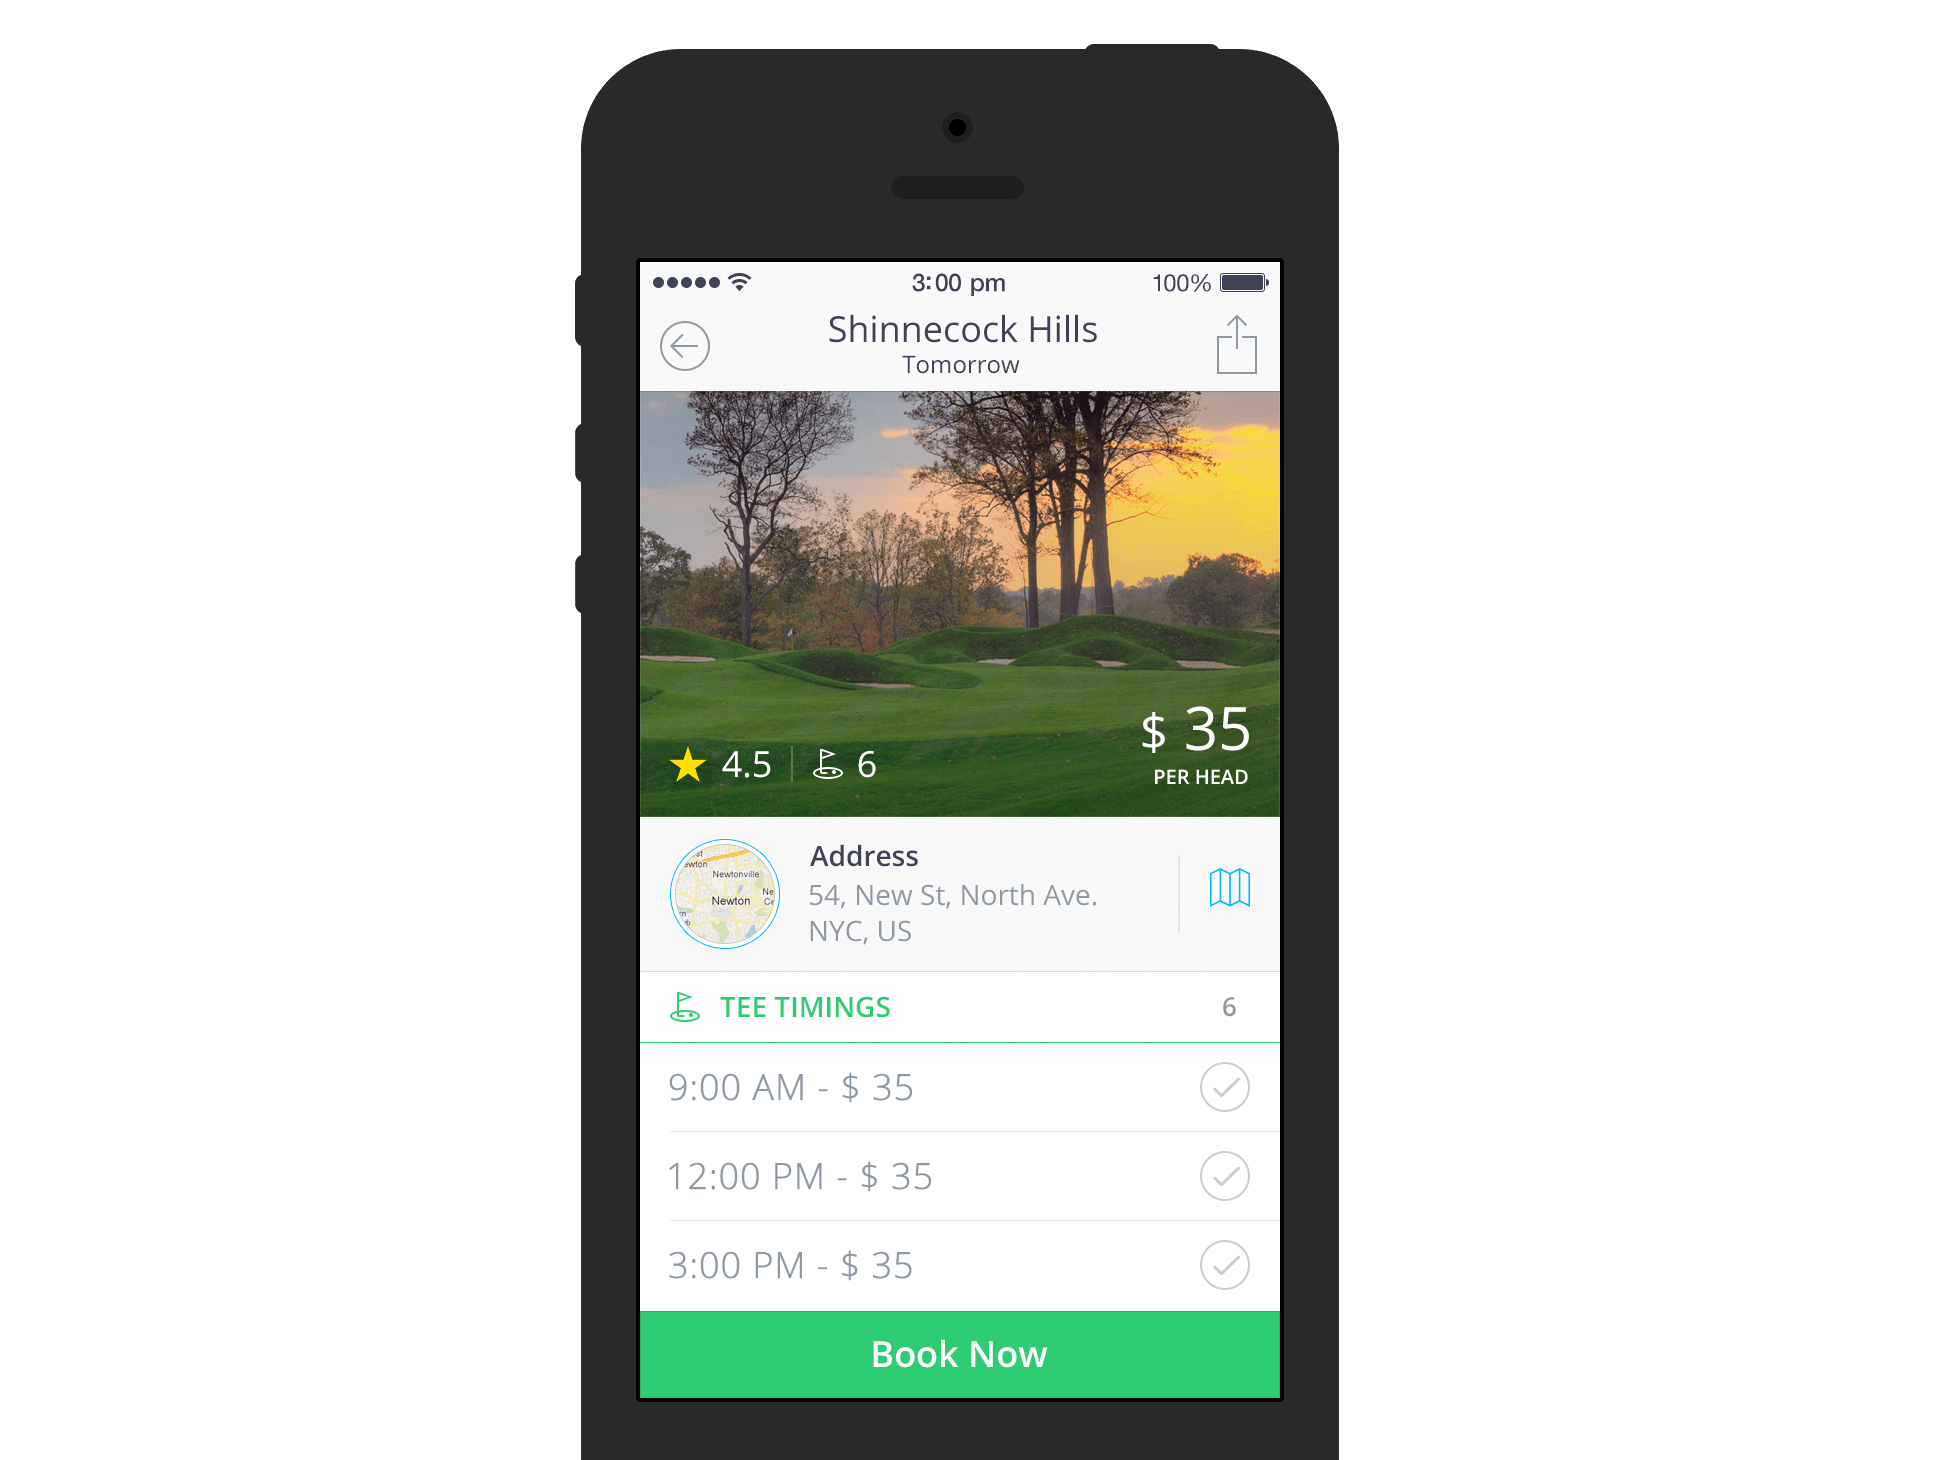 3:00 pm
100%
Shinnecock Hills
Tomorrow
$ 35
4.5
6
PER HEAD
Newtonville
Newton
Address
54, New St, North Ave.
NYC, US
TEE TIMINGS
6
9:00 AM - $ 35
12:00 PM - $ 35
3:00 PM - $ 35
Book Now